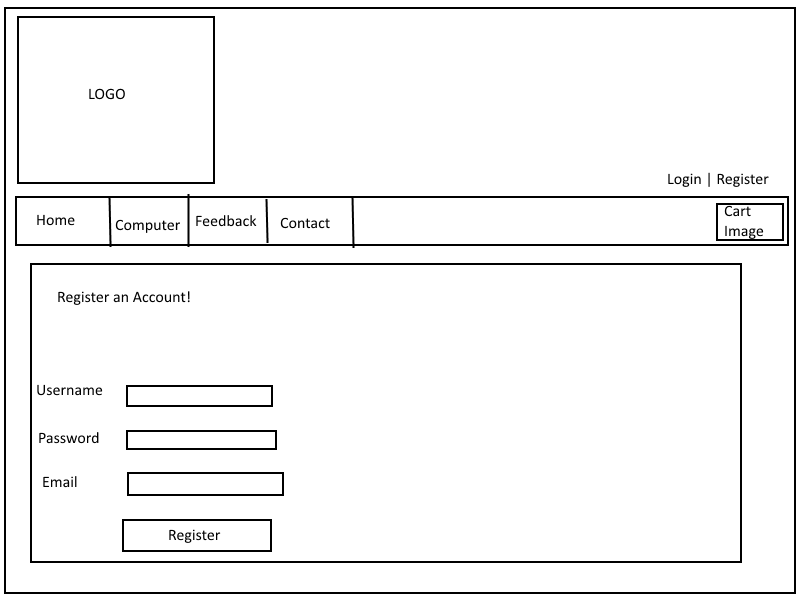 LOGO
Login | Register
Home
Computer
Feedback
Contact
Cart
Image
Register an Account!
Username
Password
Email
Register